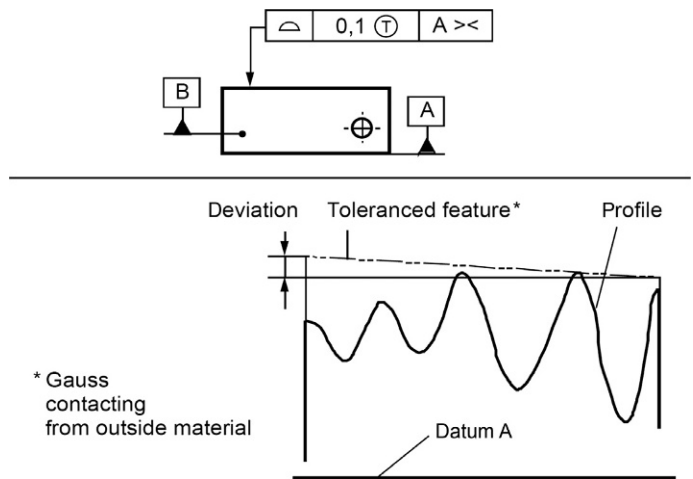 0,1 Ⓣ A ><
B
A
Deviation Toleranced feature* Profile
* Gauss
contacting
from outside material
Datum A